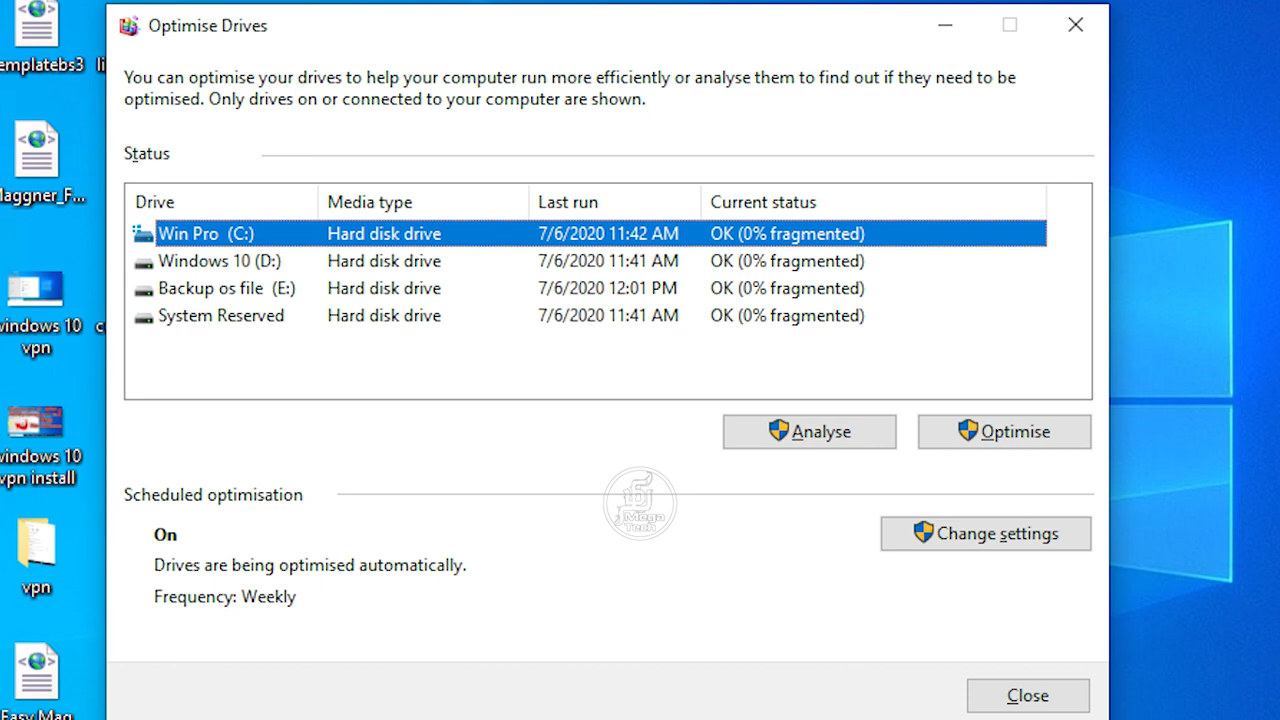 Optimise Drives
You can optimise your drives to help your computer run more efficiently or analyse them to find out if they need to be
optimised. Only drives on or connected to your computer are shown.
Status
Drive Media type Last run Current status
Win Pro (C:) Hard disk drive 7/6/2020 11:42 AM OK (0% fragmented)
Windows 10 (D:) Hard disk drive 7/6/2020 11:41 AM OK (0% fragmented)
Backup os file (E:) Hard disk drive 7/6/2020 12:01 PM OK (0% fragmented)
System Reserved Hard disk drive 7/6/2020 11:41 AM OK (0% fragmented)
Analyse Optimise
Scheduled optimisation
On
Change settings
Drives are being optimised automatically.
Frequency: Weekly
Close
Mega
Tech
emplatebs3
aggner_F...
windows 10
vpn
windows 10
vpn install
vpn
Easy Mag